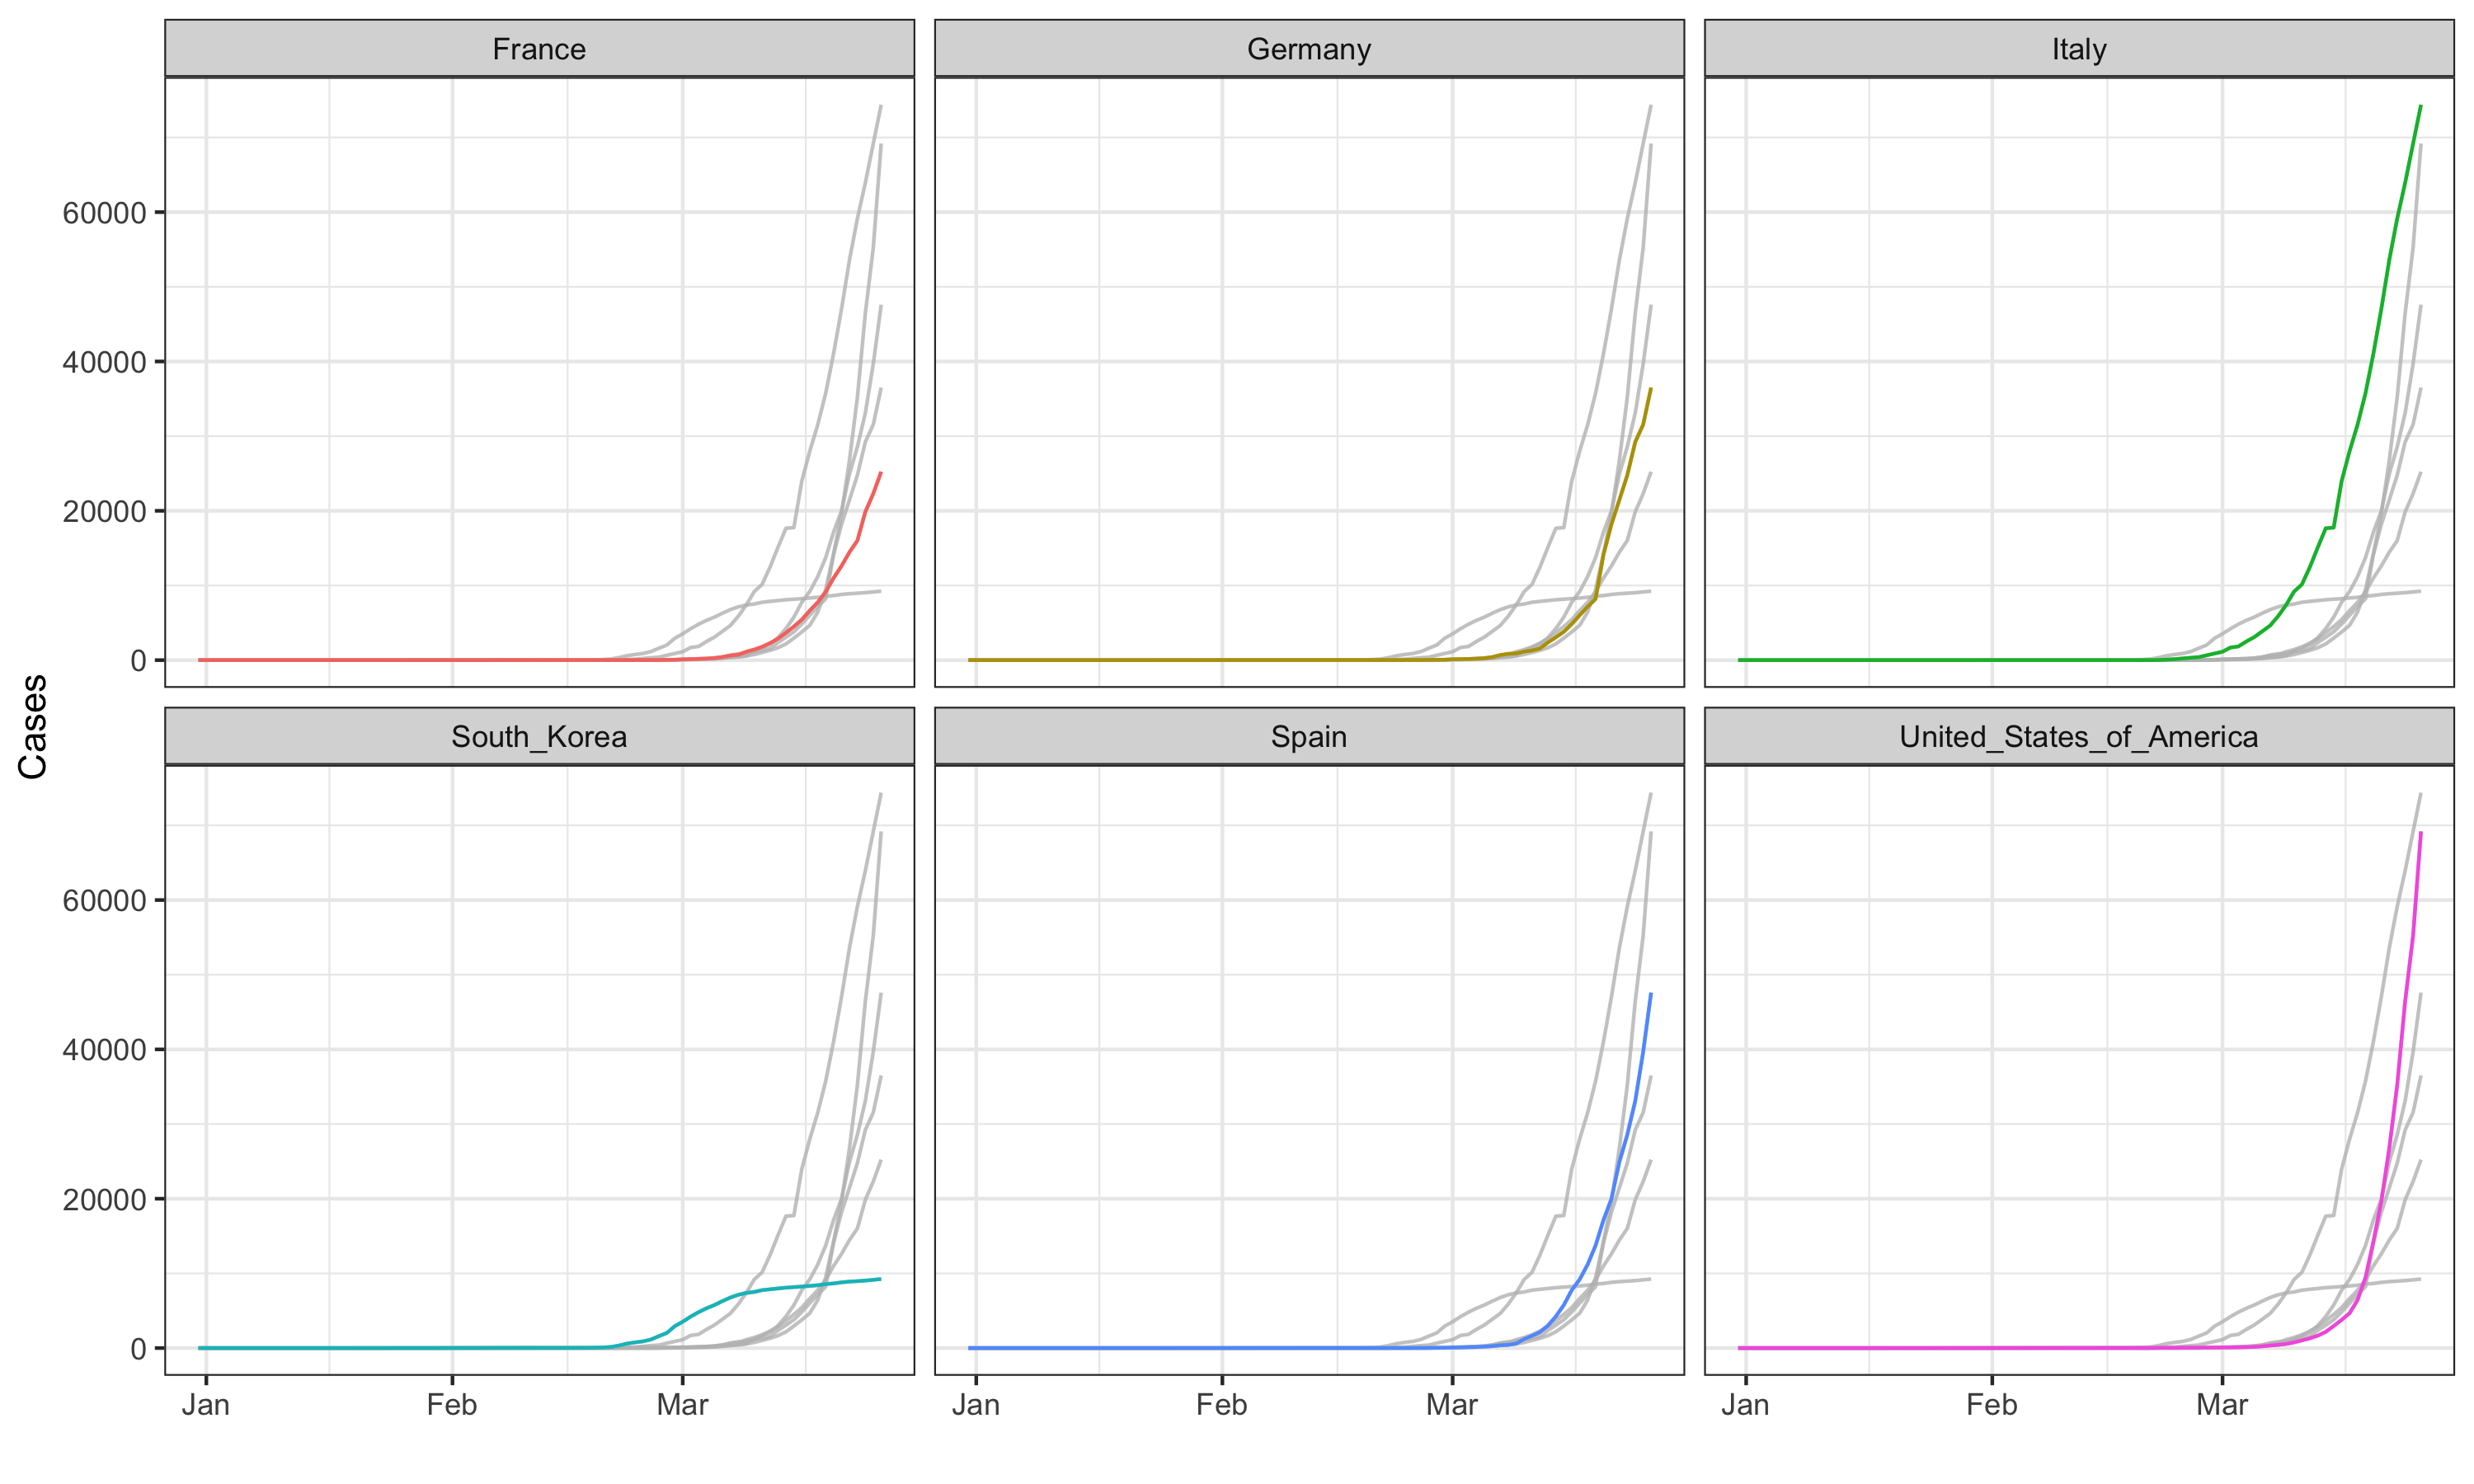 France
Germany
Italy
60000
40000
20000
0
Cases
South_Korea
Spain
United_States_of_America
60000
40000
20000
0
Jan Feb Mar
Jan Feb Mar
Jan Feb Mar